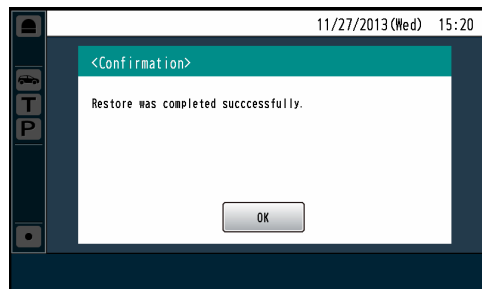 11/27/2013(Wed) 15:20
<Confirmation>
Restore was completed succcessfully.
T
P
OK